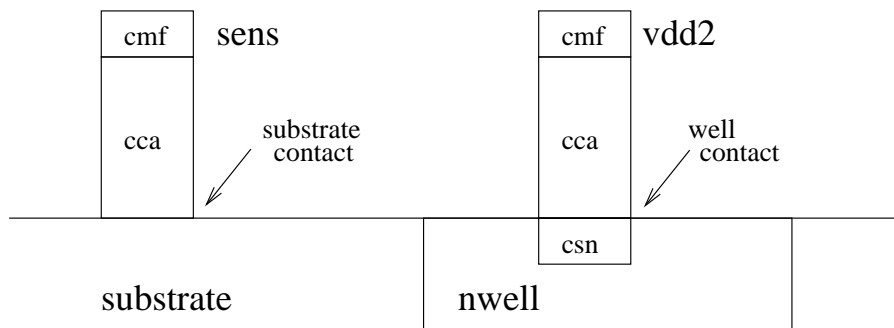 cmf sens cmf vdd2
cca substrate contact cca well contact
csn
substrate nwell